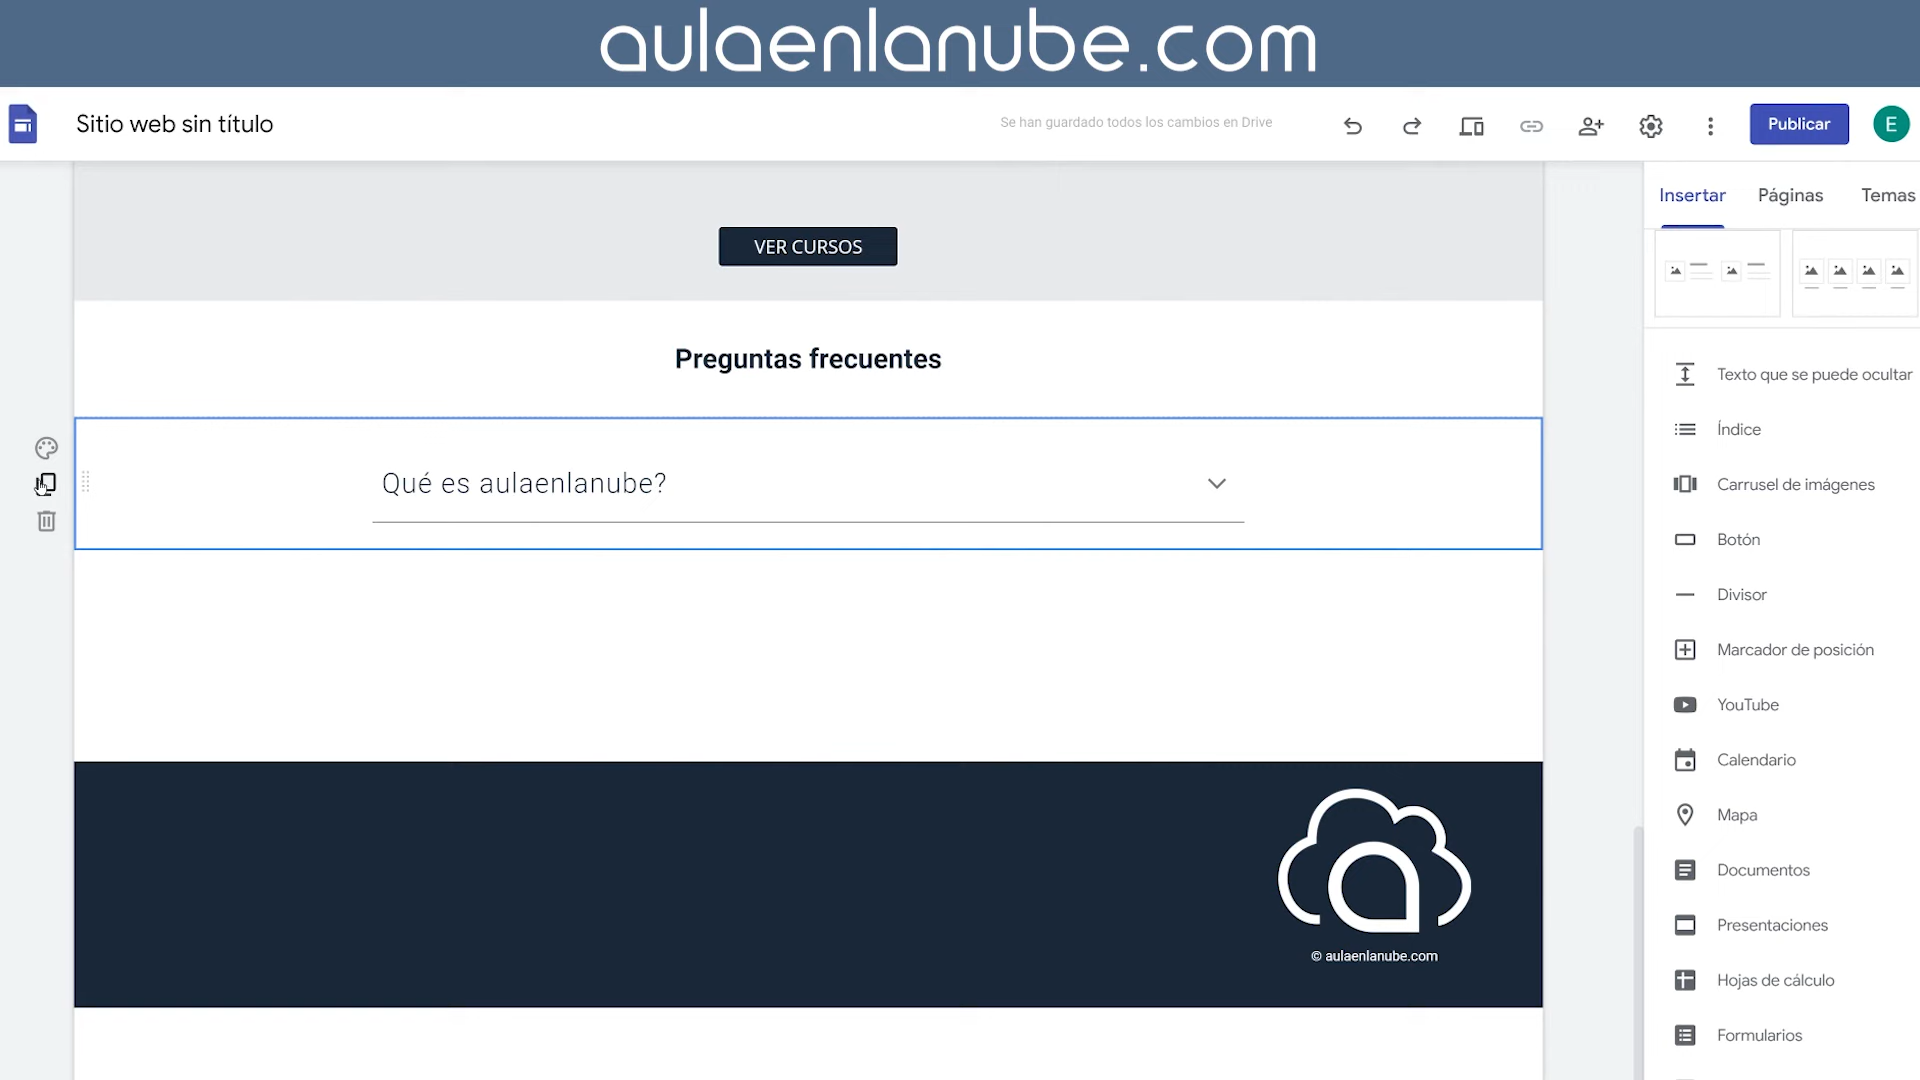 aulaenlanube.com
Sitio web sin título
Se han guardado todos los cambios en Drive
Publicar
E
Insertar
Páginas
Temas
VER CURSOS
Preguntas frecuentes
Qué es aulaenlanube?
Texto que se puede ocultar
Índice
Carrusel de imágenes
Botón
Divisor
Marcador de posición
YouTube
Calendario
Mapa
Documentos
Presentaciones
Hojas de cálculo
Formularios
© aulaenlanube.com